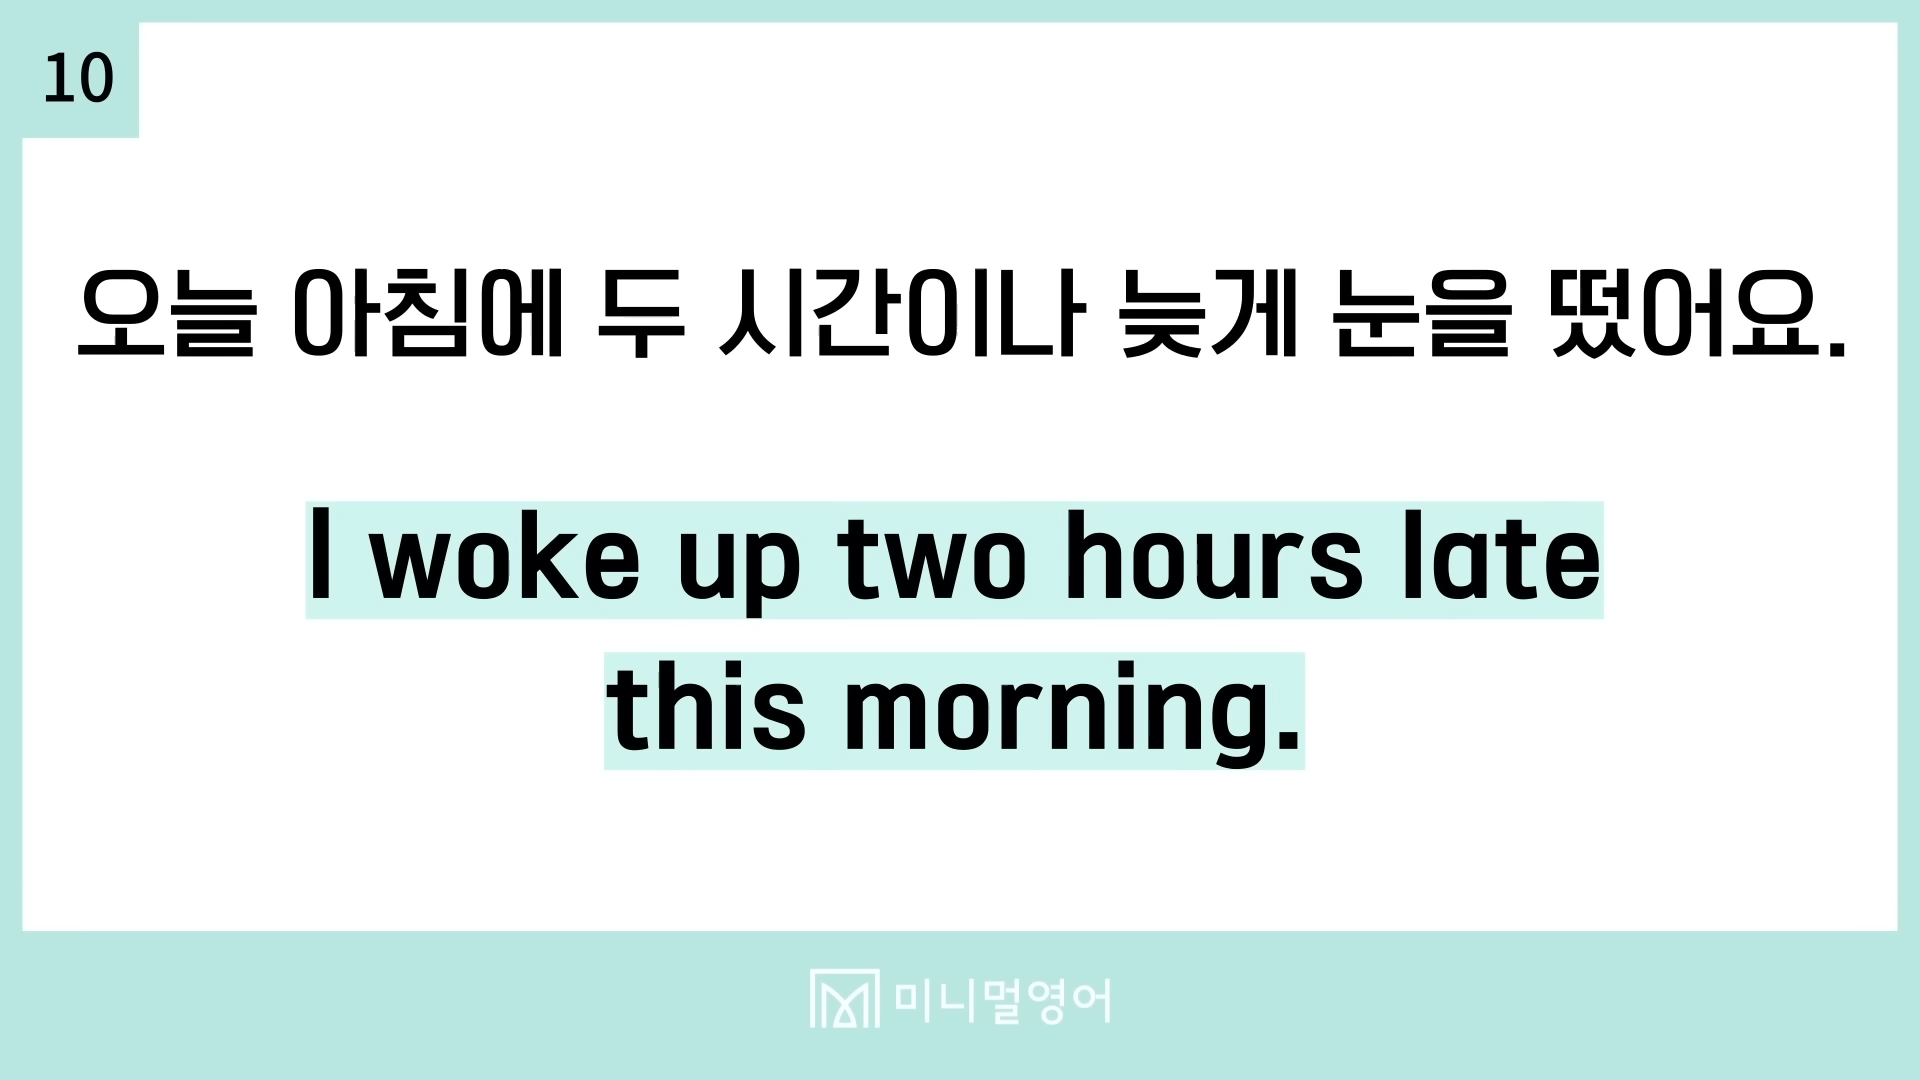 10
오늘 아침에 두 시간이나 늦게 눈을 떴어요.
I woke up two hours late
this morning.
미니멀영어